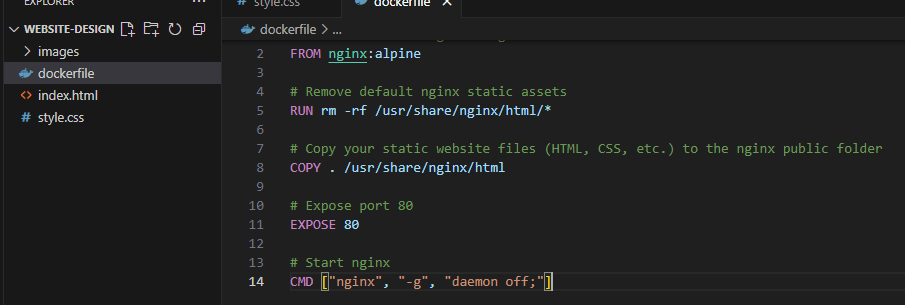 EXPLORER
WEBSITE-DESIGN
images
dockerfile
index.html
style.css
style.css
dockerfile
dockerfile > ...
2 FROM nginx:alpine
3
4 # Remove default nginx static assets
5 RUN rm -rf /usr/share/nginx/html/*
6
7 # Copy your static website files (HTML, CSS, etc.) to the nginx public folder
8 COPY . /usr/share/nginx/html
9
10 # Expose port 80
11 EXPOSE 80
12
13 # Start nginx
14 CMD ["nginx", "-g", "daemon off;"]